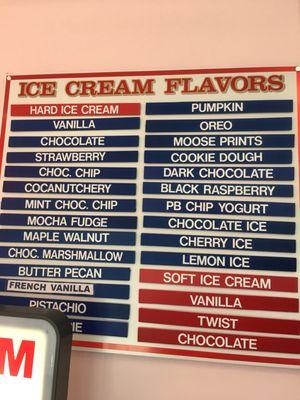 ICE CREAM FLAVORS
HARD ICE CREAM
VANILLA
CHOCOLATE
STRAWBERRY
CHOC. CHIP
COCANUTCHERY
MINT CHOC. CHIP
MOCHA FUDGE
MAPLE WALNUT
CHOC. MARSHMALLOW
BUTTER PECAN
FRENCH VANILLA
PISTACHIO
PUMPKIN
OREO
MOOSE PRINTS
COOKIE DOUGH
DARK CHOCOLATE
BLACK RASPBERRY
PB CHIP YOGURT
CHOCOLATE ICE
CHERRY ICE
LEMON ICE
SOFT ICE CREAM
VANILLA
TWIST
CHOCOLATE
M